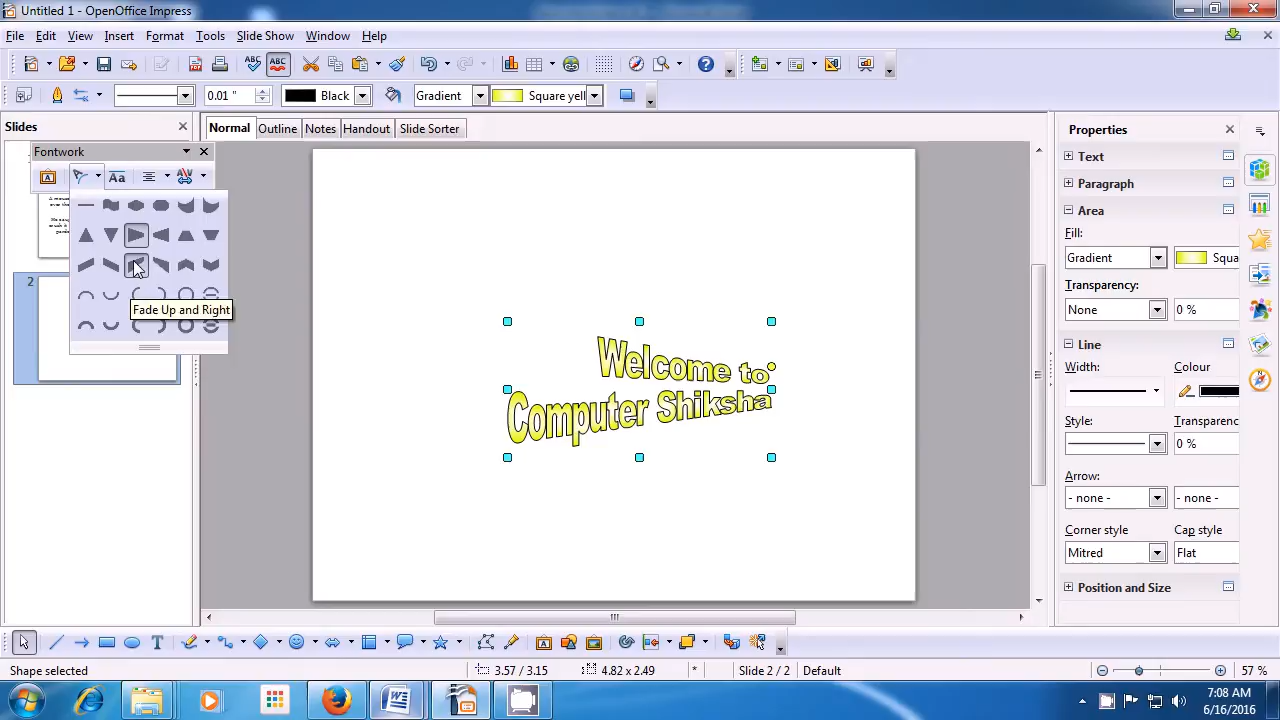 Untitled 1 - OpenOffice Impress
File Edit View Insert Format Tools Slide Show Window Help
0.01 " Black Gradient Square yell
Slides
Normal Outline Notes Handout Slide Sorter
Properties
Fontwork
Text
Paragraph
Area
Fill:
Gradient Squa
Transparency:
None 0 %
2
Fade Up and Right
Welcome to
Computer Shiksha
Line
Width: Colour
Style: Transparenc
0 %
Arrow:
- none - - none -
Corner style Cap style
Mitred Flat
Position and Size
Shape selected 3.57 / 3.15 4.82 x 2.49 * Slide 2 / 2 Default 57 %
7:08 AM
6/16/2016